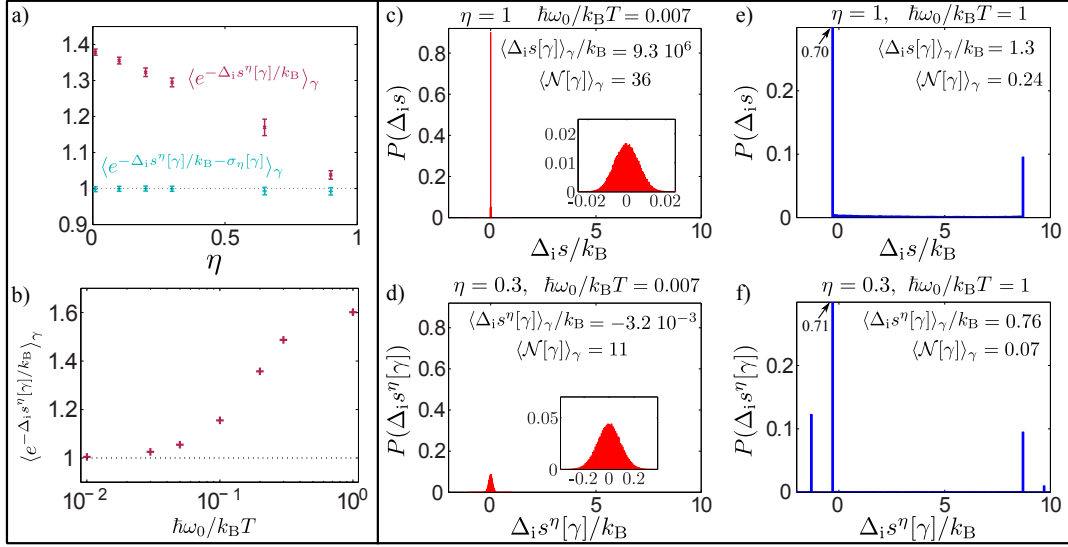 a)
1.4
1.3
1.2
1.1
1
0.9
⟨e^{-Δ_i s^η[γ]/k_B}⟩_γ
⟨e^{-Δ_i s^η[γ]/k_B-σ_η[γ]}⟩_γ
0 0.5 1
η
b)
1.6
1.4
1.2
1
⟨e^{-Δ_i s^η[γ]/k_B}⟩_γ
10^{-2} 10^{-1} 10^0
ℏω_0/k_BT
c)
η = 1 ℏω_0/k_BT = 0.007
⟨Δ_i s[γ]⟩_γ/k_B = 9.3 10^6
⟨N[γ]⟩_γ = 36
P(Δ_i s)
0.8
0.6
0.4
0.2
0
0.02
0.01
0
-0.02 0 0.02
0 5 10
Δ_i s/k_B
d)
η = 0.3, ℏω_0/k_BT = 0.007
⟨Δ_i s^η[γ]⟩_γ/k_B = −3.2 10^{-3}
⟨N[γ]⟩_γ = 11
P(Δ_i s^η[γ])
0.8
0.6
0.4
0.2
0
0.05
0
-0.2 0 0.2
0 5 10
Δ_i s^η[γ]/k_B
e)
η = 1, ℏω_0/k_BT = 1
0.70
⟨Δ_i s[γ]⟩_γ/k_B = 1.3
⟨N[γ]⟩_γ = 0.24
P(Δ_i s)
0.2
0.1
0
0 5 10
Δ_i s/k_B
f)
η = 0.3, ℏω_0/k_BT = 1
0.71
⟨Δ_i s^η[γ]⟩_γ/k_B = 0.76
⟨N[γ]⟩_γ = 0.07
P(Δ_i s^η[γ])
0.2
0.1
0
0 5 10
Δ_i s^η[γ]/k_B